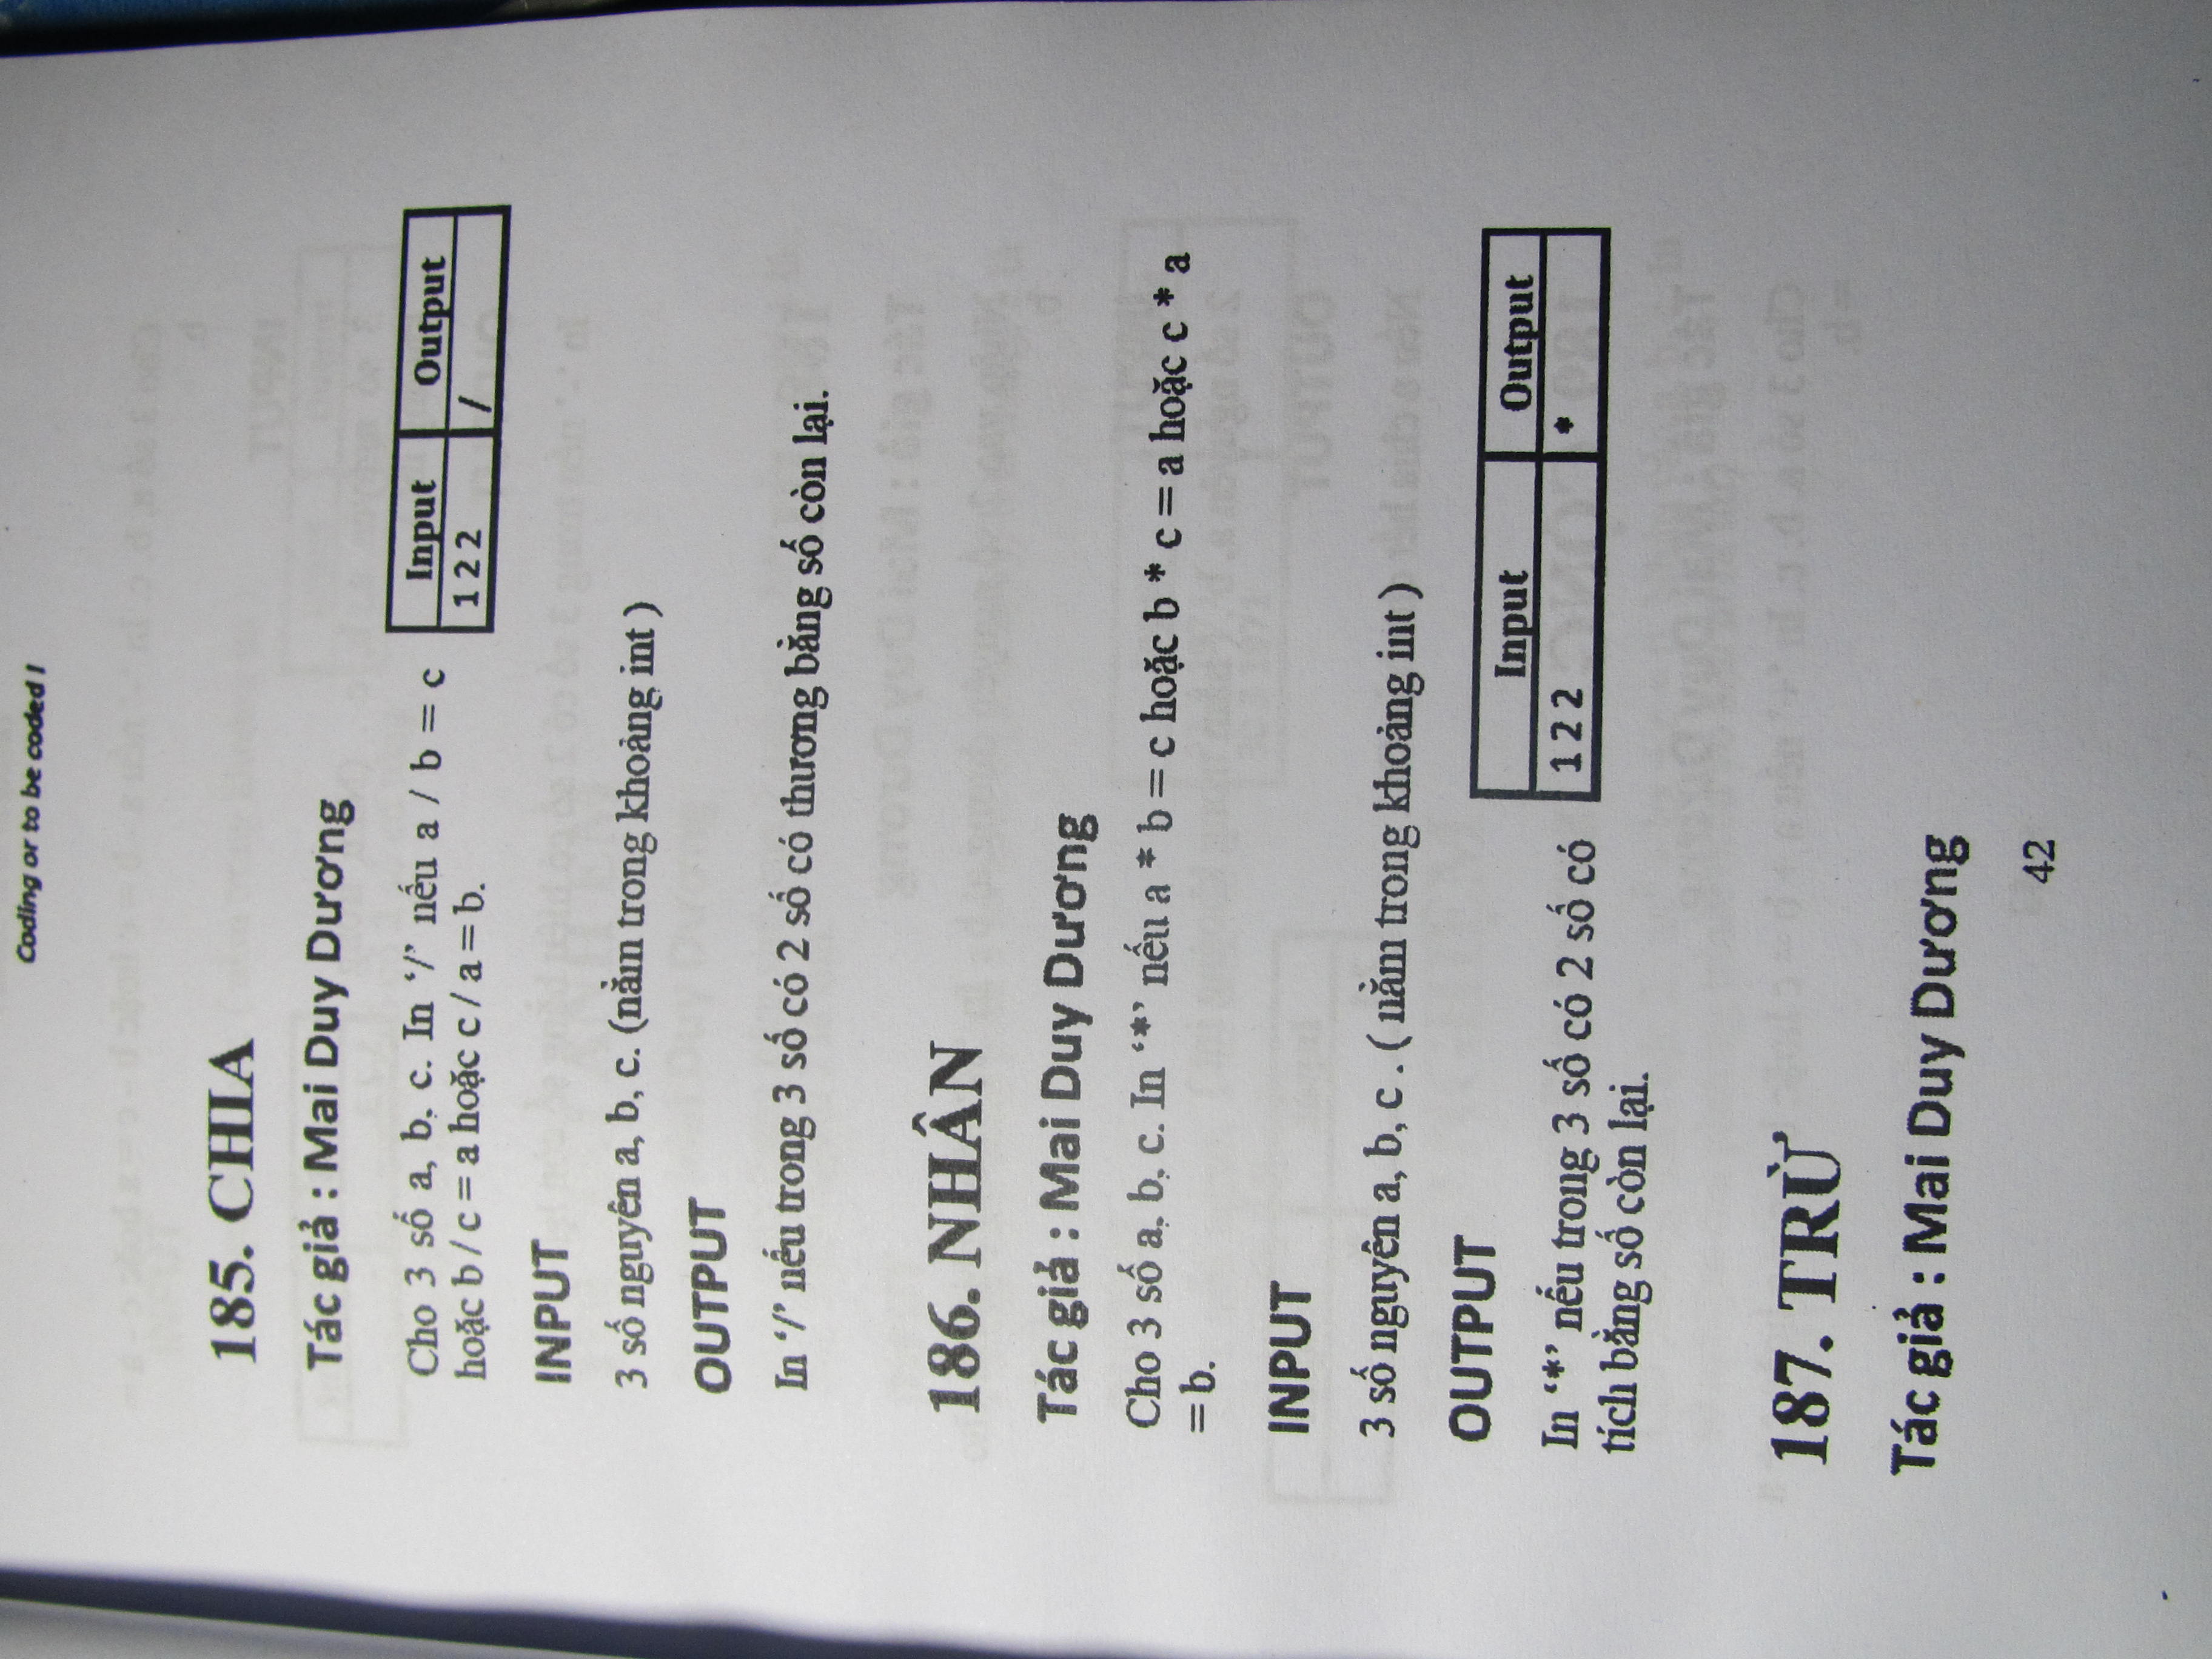 Coding or to be coded !
185. CHIA
Tác giả : Mai Duy Dương
Cho 3 số a, b, c. In ‘/’ nếu a / b = c
hoặc b / c = a hoặc c / a = b.
Input Output
1 2 2 /
INPUT
3 số nguyên a, b, c. (nằm trong khoảng int )
OUTPUT
In ‘/’ nếu trong 3 số có 2 số có thương bằng số còn lại.
186. NHÂN
Tác giả : Mai Duy Dương
Cho 3 số a, b, c. In ‘*’ nếu a * b = c hoặc b * c = a hoặc c * a
= b.
INPUT
3 số nguyên a, b, c . ( nằm trong khoảng int )
OUTPUT
In ‘*’ nếu trong 3 số có 2 số có
tích bằng số còn lại.
Input Output
1 2 2 *
187. TRỪ
Tác giả : Mai Duy Dương
42